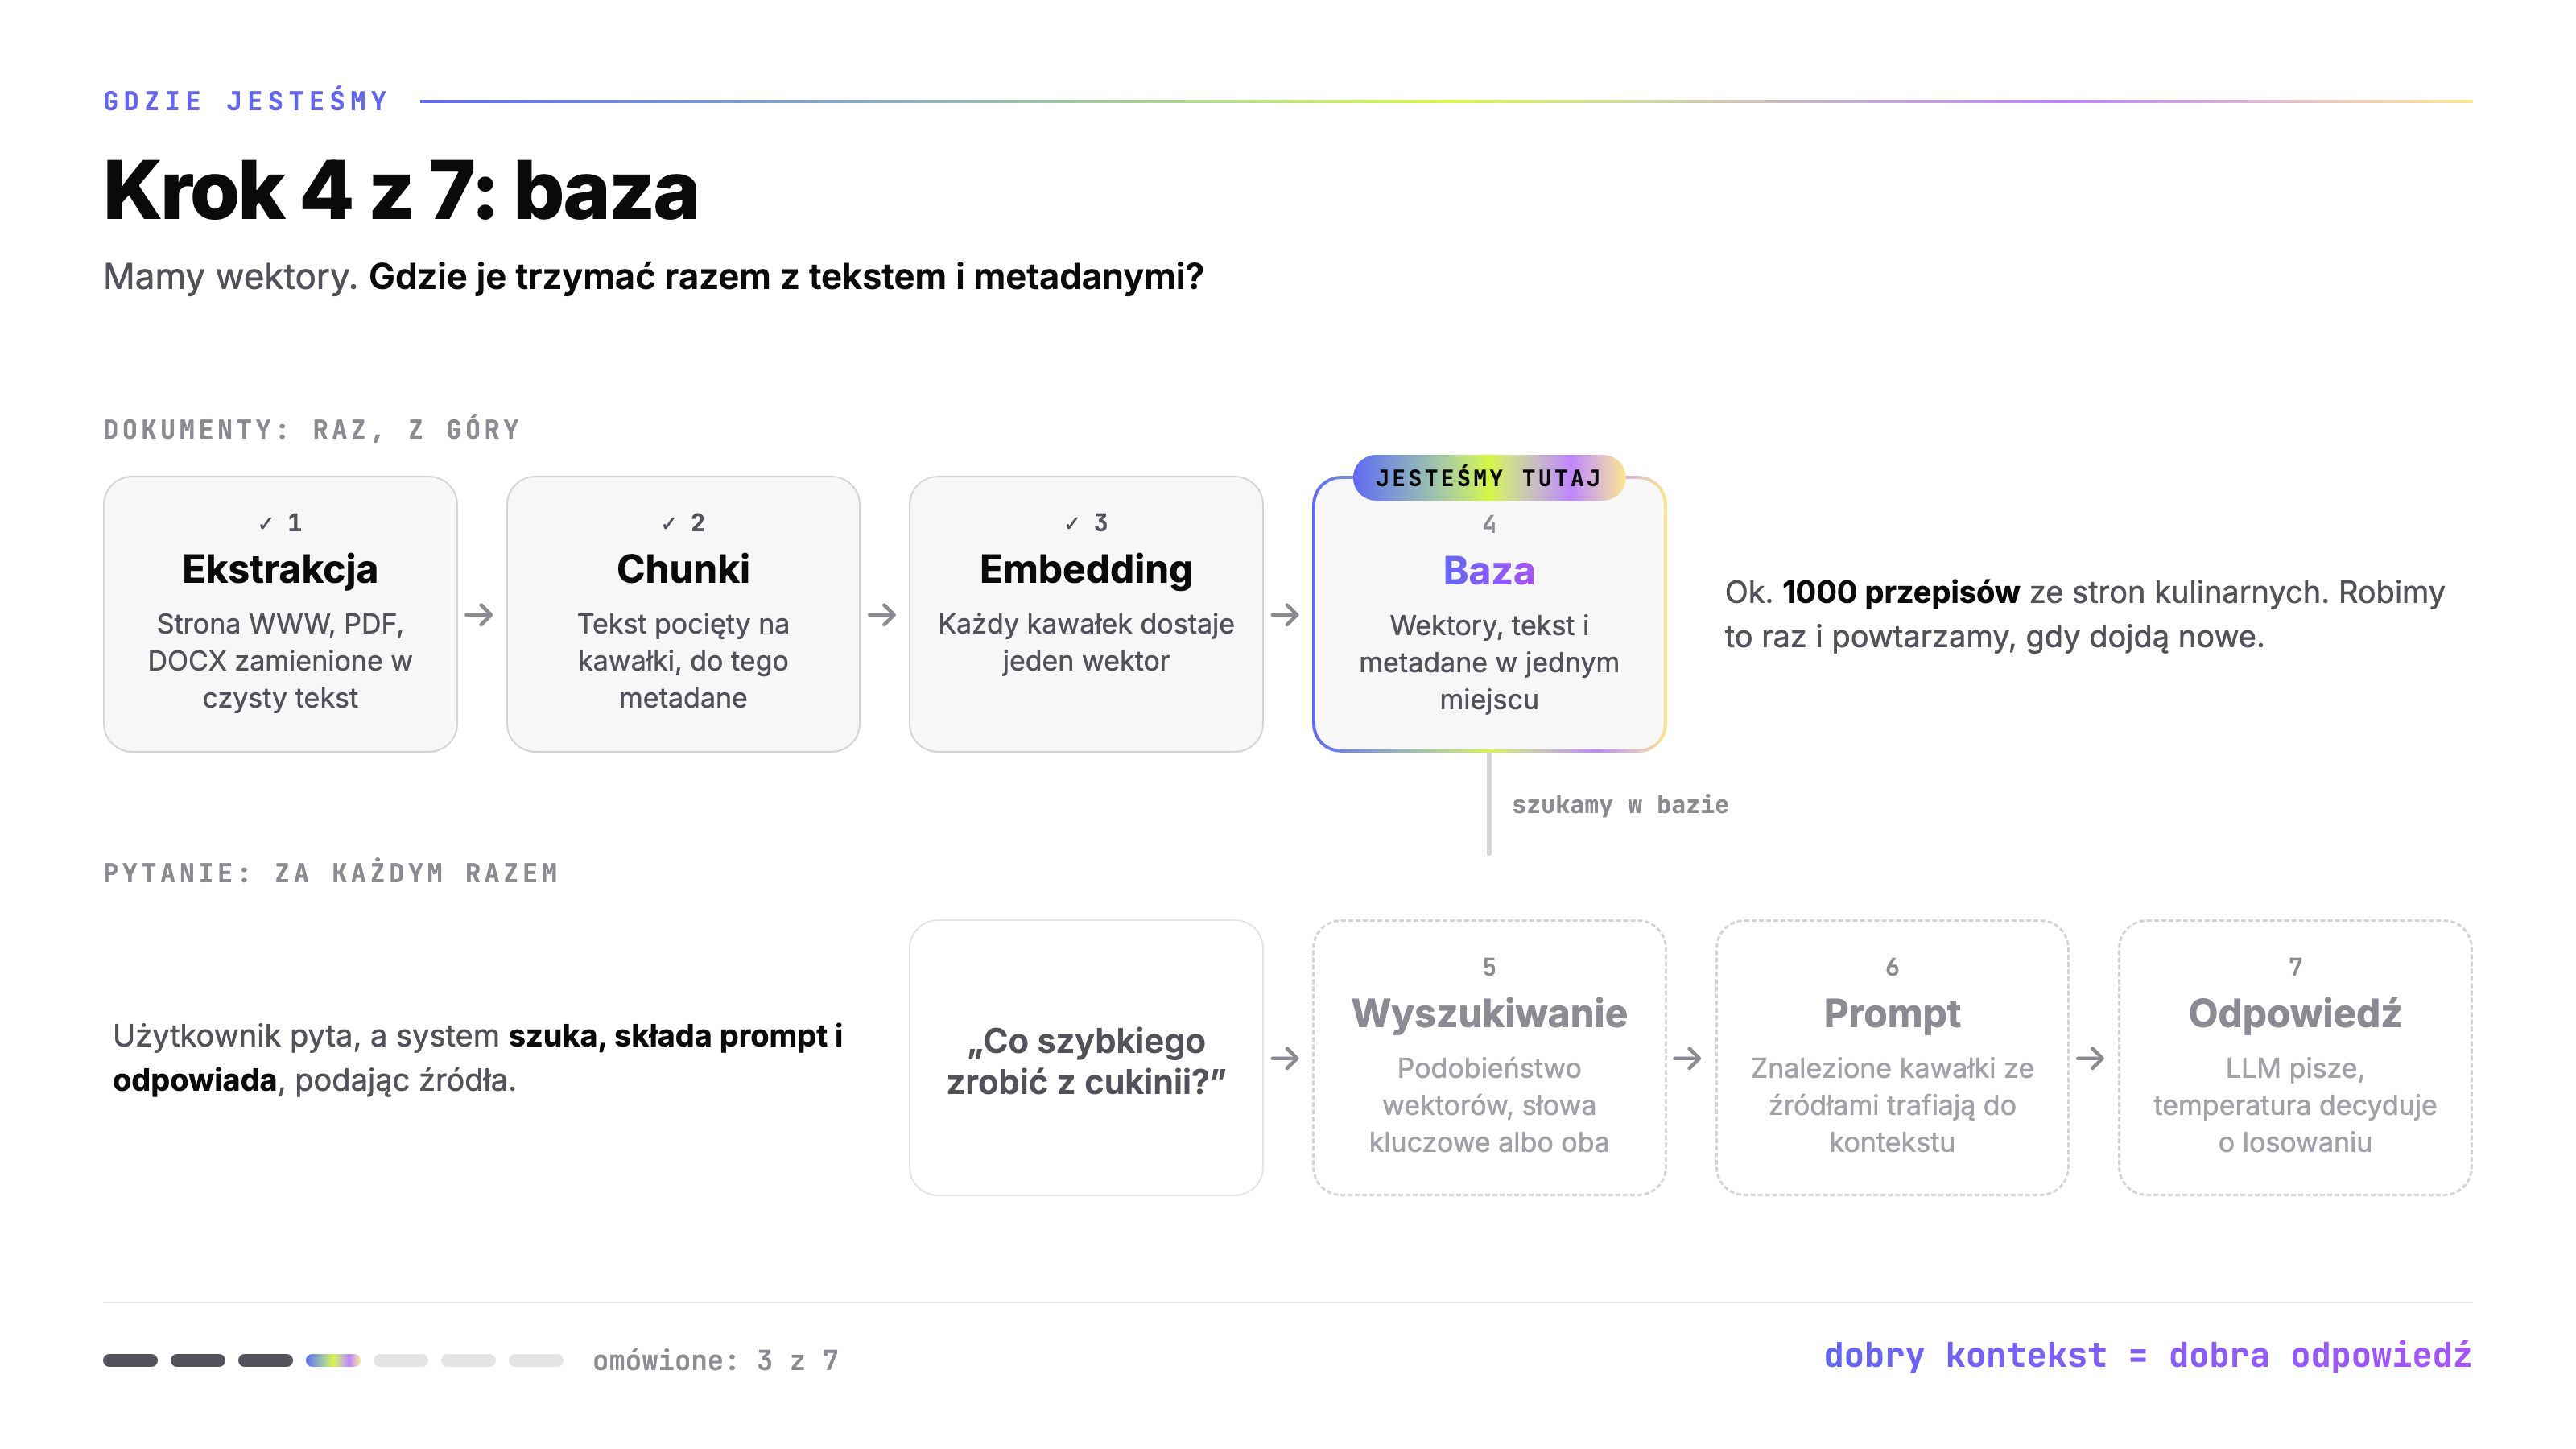 GDZIE JESTEŚMY
Krok 4 z 7: baza
Mamy wektory. Gdzie je trzymać razem z tekstem i metadanymi?
DOKUMENTY: RAZ, Z GÓRY
✓ 1
Ekstrakcja
Strona WWW, PDF,
DOCX zamienione w
czysty tekst
✓ 2
Chunki
Tekst pocięty na
kawałki, do tego
metadane
✓ 3
Embedding
Każdy kawałek dostaje
jeden wektor
JESTEŚMY TUTAJ
4
Baza
Wektory, tekst i
metadane w jednym
miejscu
Ok. 1000 przepisów ze stron kulinarnych. Robimy
to raz i powtarzamy, gdy dojdą nowe.
szukamy w bazie
PYTANIE: ZA KAŻDYM RAZEM
Użytkownik pyta, a system szuka, składa prompt i
odpowiada, podając źródła.
„Co szybkiego
zrobić z cukinii?”
5
Wyszukiwanie
Podobieństwo
wektorów, słowa
kluczowe albo oba
6
Prompt
Znalezione kawałki ze
źródłami trafiają do
kontekstu
7
Odpowiedź
LLM pisze,
temperatura decyduje
o losowaniu
omówione: 3 z 7
dobry kontekst = dobra odpowiedź